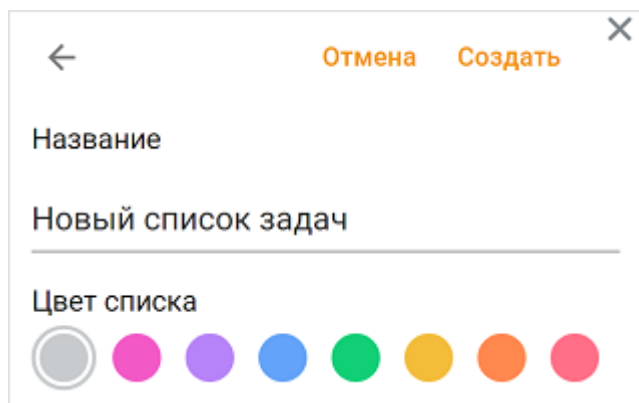 Отмена Создать
Название
Новый список задач
Цвет списка